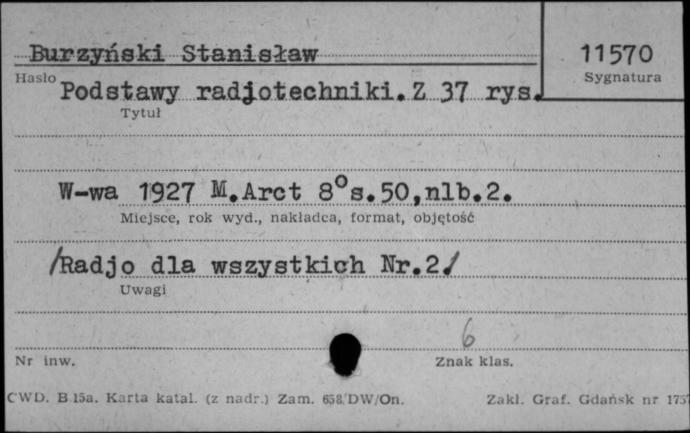 Burzyński Stanisław
11570
Hasło
Sygnatura
Podstawy radjotechniki. Z 37 rys.
Tytuł
W-wa 1927 M.Arct 8° s.50,nlb.2.
Miejsce, rok wyd., nakładca, format, objętość
/Radjo dla wszystkich Nr.2/
Uwagi
6
Nr inw.
Znak klas.
CWD. B 15a. Karta katal. (z nadr.) Zam. 658/DW/On.
Zakł. Graf. Gdańsk nr